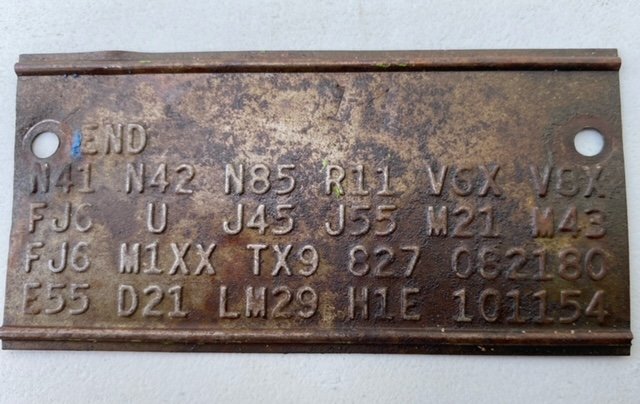 END
N41 N42 N85 R11 V6X V8X
FJ6 U J45 J55 M21 M43
FJ6 M1XX TX9 827 082180
E55 D21 LM29 H1E 101154